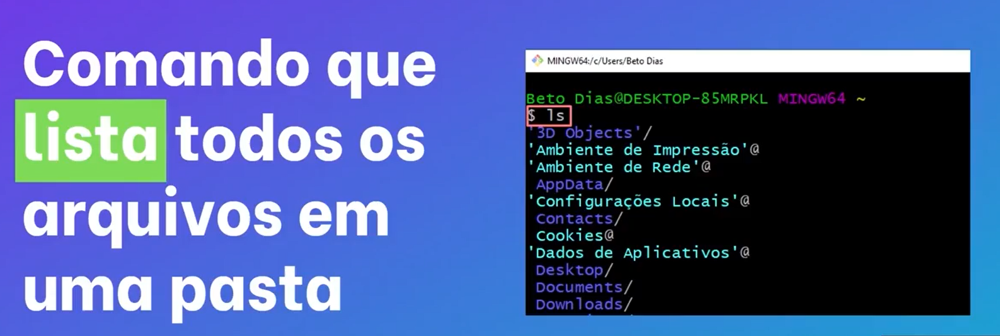 Comando que
lista todos os
arquivos em
uma pasta
MINGW64:/c/Users/Beto Dias
Beto Dias@DESKTOP-85MRPKL MINGW64 ~
$ ls
'3D Objects'/
'Ambiente de Impressão'@
'Ambiente de Rede'@
AppData/
'Configurações Locais'@
Contacts/
Cookies@
'Dados de Aplicativos'@
Desktop/
Documents/
Downloads/